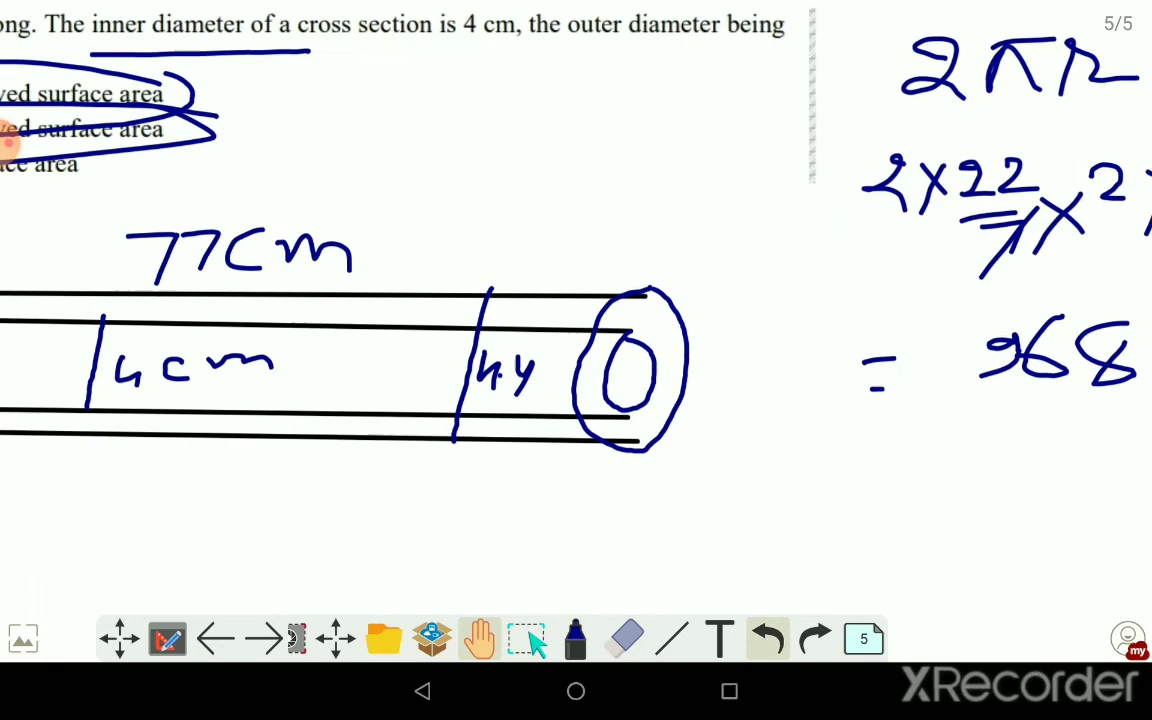 ong. The inner diameter of a cross section is 4 cm, the outer diameter being
ved surface area
ved surface area
ace area
77cm
4cm
4.4
5/5
2πr
2×22/7×2
= 968
5
my
XRecorder